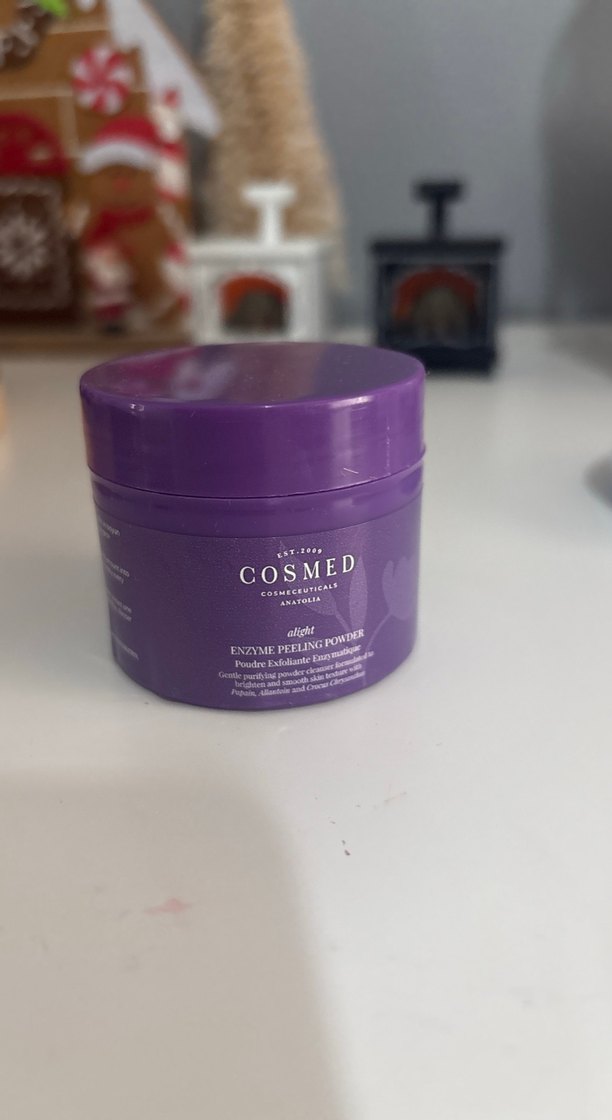 EST. 2009
COSMED
COSMECEUTICALS
ANATOLIA
alight
ENZYME PEELING POWDER
Poudre Exfoliante Enzymatique
Gentle purifying powder cleanser formulated to
brighten and smooth skin texture with
Papain, Allantoin and Crocus Chrysanthus